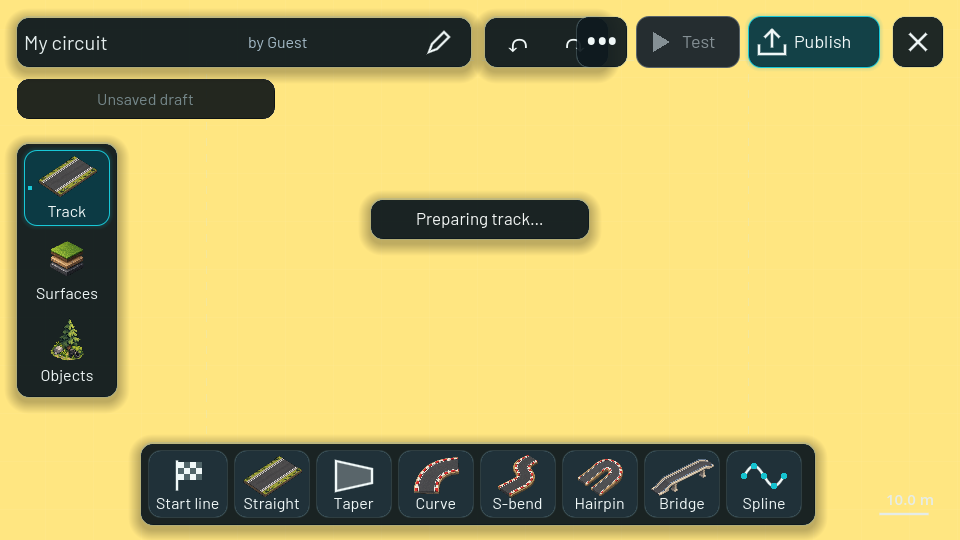 My circuit
by Guest
Test
Publish
Unsaved draft
Track
Surfaces
Objects
Preparing track...
Start line
Straight
Taper
Curve
S-bend
Hairpin
Bridge
Spline
10.0 m